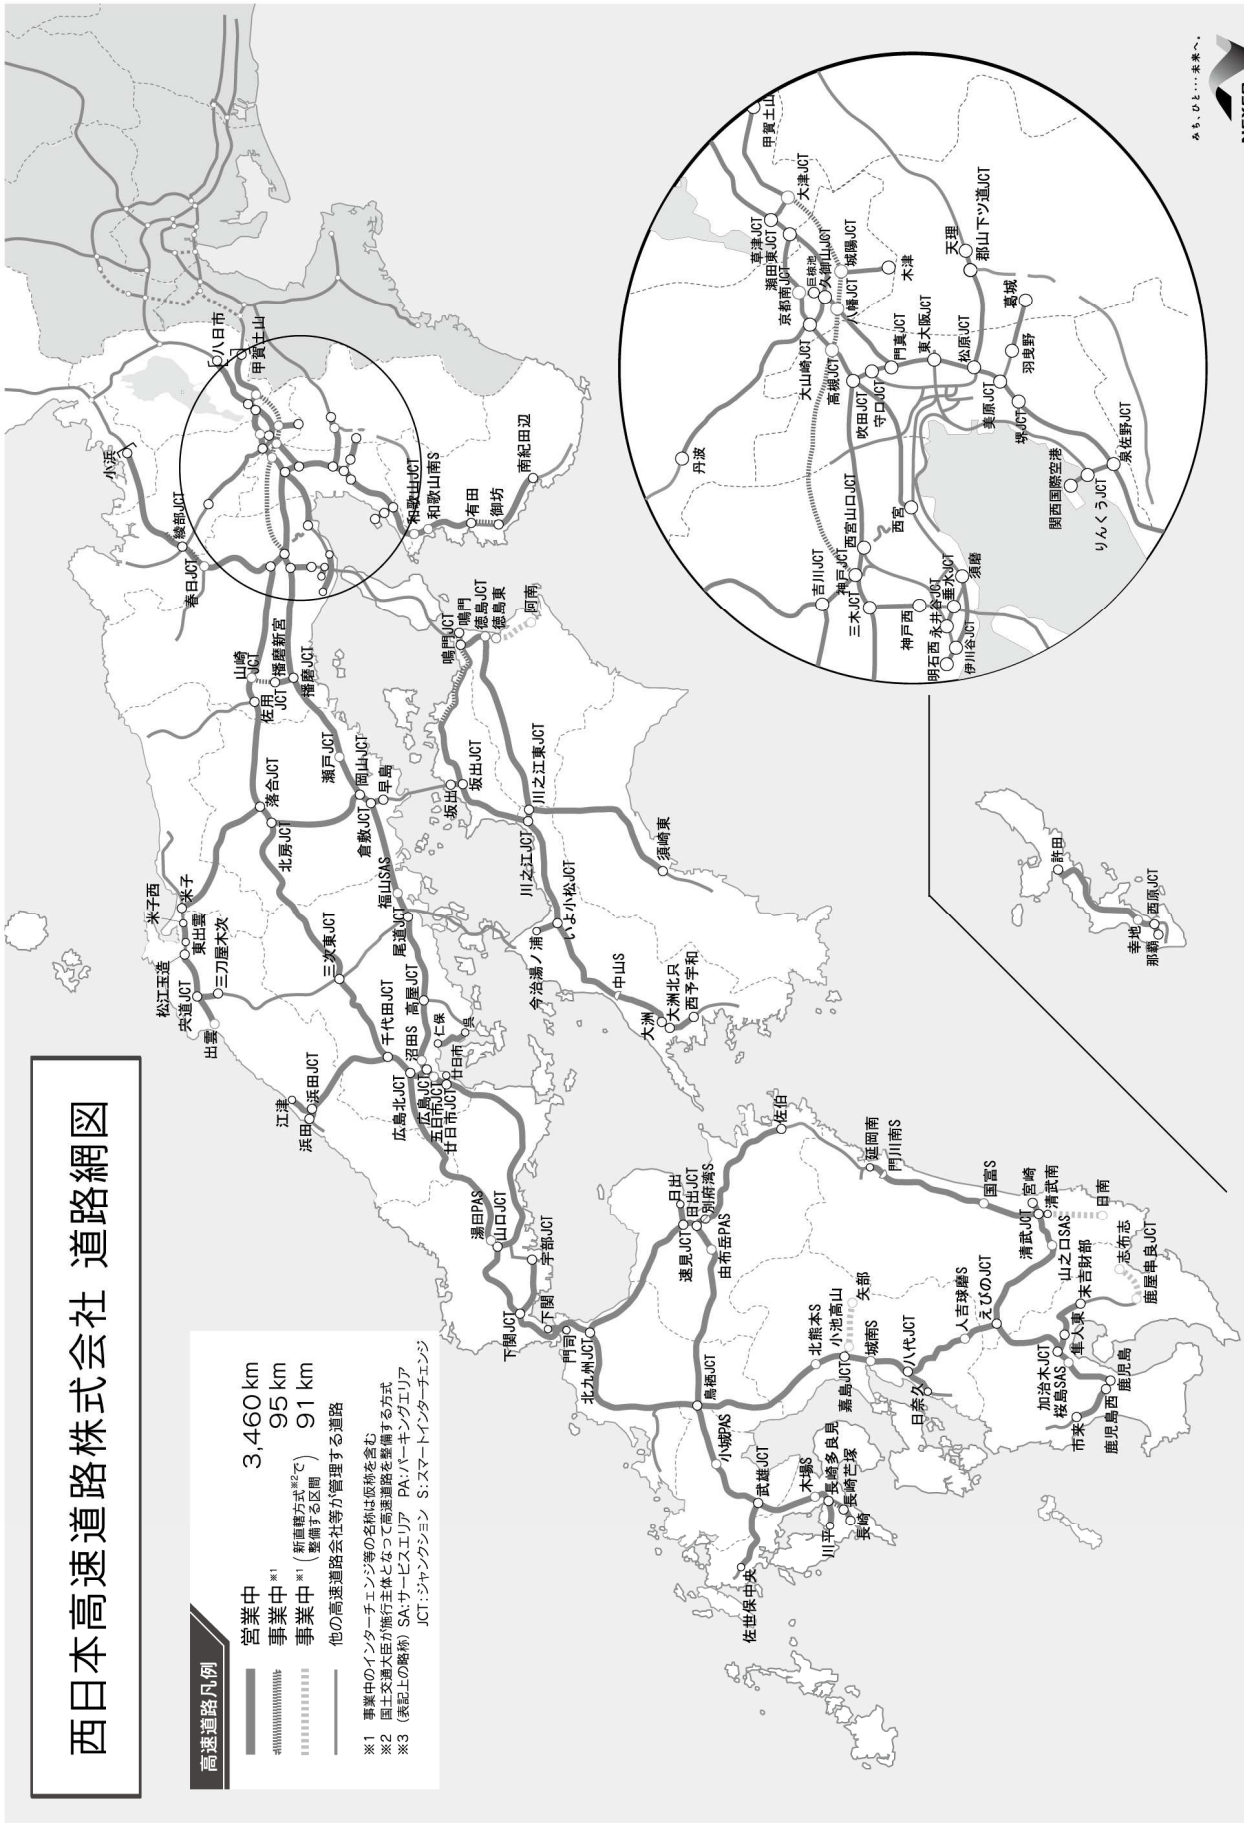 西日本高速道路株式会社 道路網図
高速道路凡例
営業中 3,460km
事業中※1 95km
事業中※1(新直轄方式※2で整備する区間) 91km
他の高速道路会社等が管理する道路
※1 事業中のインターチェンジ等の名称は仮称を含む
※2 国土交通大臣が施行主体となって高速道路を整備する方式
※3 (表記上の略称) SA:サービスエリア PA:パーキングエリア
JCT:ジャンクション S:スマートインターチェンジ
みち、ひと…未来へ。
小浜
八日市
甲賀土山
綾部JCT
春日JCT
和歌山JCT
和歌山南S
有田
御坊
南紀田辺
山崎JCT
播磨新宮
佐用JCT
播磨JCT
鳴門JCT
鳴門
徳島JCT
徳島東
阿南
瀬戸JCT
岡山JCT
落合JCT
北房JCT
倉敷JCT
早島
坂出
坂出JCT
川之江東JCT
川之江JCT
須崎東
米子西
米子
東出雲
松江玉造
宍道JCT
三刀屋木次
出雲
福山SAS
尾道JCT
三次東JCT
いよ小松JCT
今治湯ノ浦
中山S
大洲
大洲北只
西予宇和
高屋JCT
千代田JCT
沼田S
仁保
呉
広島北JCT
広島JCT
五日市JCT
廿日市
廿日市JCT
江津
浜田JCT
浜田
湯田PAS
山口JCT
宇部JCT
下関JCT
下関
門司
北九州JCT
日出
日出JCT
速見JCT
別府湾S
由布岳PAS
佐伯
延岡南
門川南S
国富S
宮崎
清武南
清武JCT
日南
山之口SAS
末吉財部
志布志
鹿屋串良JCT
えびのJCT
人吉球磨S
隼人東
加治木JCT
桜島SAS
鹿児島
鹿児島西
市来
鳥栖JCT
北熊本S
小池高山
矢部
嘉島JCT
城南S
八代JCT
日奈久
小城PAS
武雄JCT
木場S
長崎多良見
長崎芒塚
長崎
川平
佐世保中央
許田
西原JCT
幸地
那覇
甲賀土山
大津JCT
草津JCT
瀬田東JCT
京都南JCT
巨椋池
久御山JCT
城陽JCT
木津
八幡JCT
大山崎JCT
高槻JCT
門真JCT
東大阪JCT
吹田JCT
守口JCT
天理
郡山下ツ道JCT
葛城
羽曳野
松原JCT
美原JCT
堺JCT
泉佐野JCT
関西国際空港
りんくうJCT
丹波
西宮山口JCT
西宮
吉川JCT
神戸JCT
三木JCT
神戸西
永井谷JCT
垂水JCT
須磨
明石西
伊川谷JCT